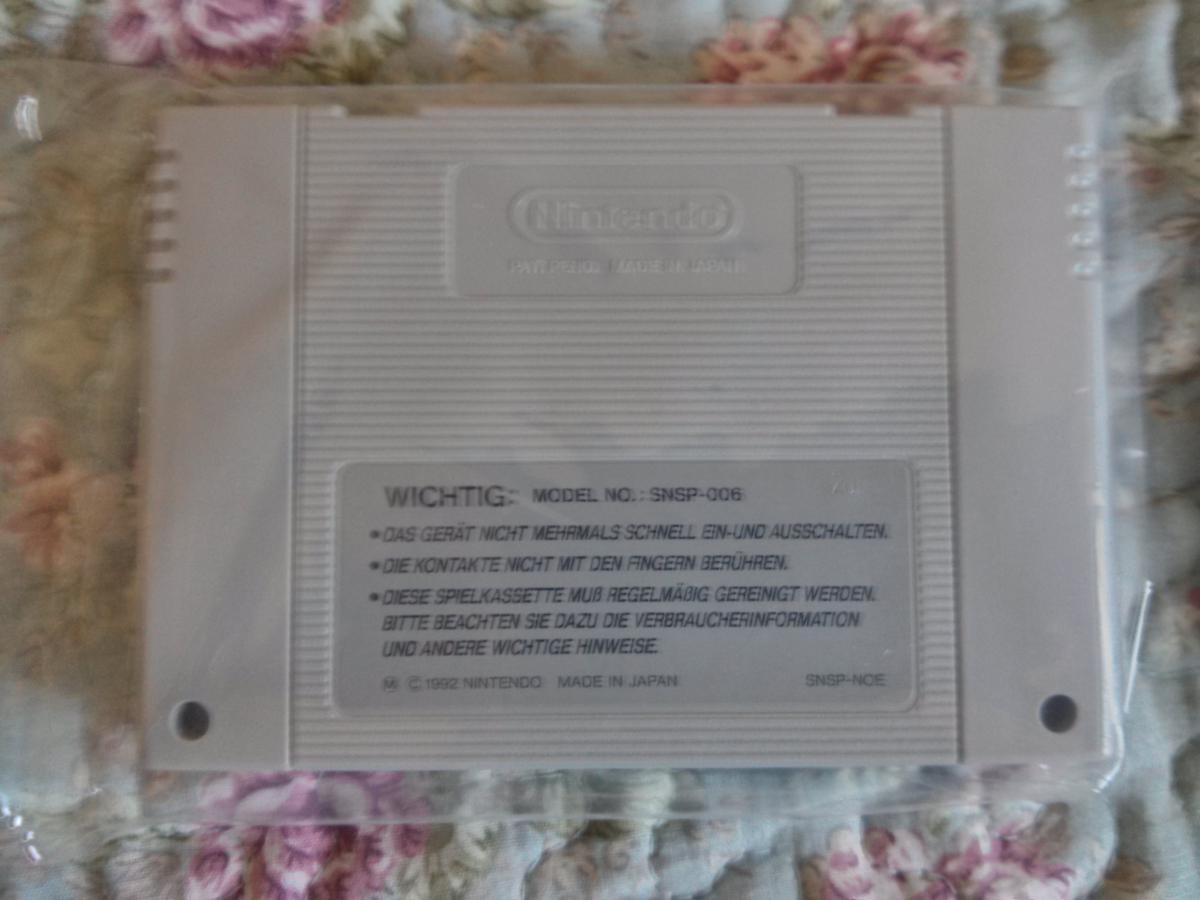 Nintendo
PAT. PEND. MADE IN JAPAN
WICHTIG: MODEL NO.: SNSP-006
•DAS GERÄT NICHT MEHRMALS SCHNELL EIN-UND AUSSCHALTEN.
•DIE KONTAKTE NICHT MIT DEN FINGERN BERÜHREN.
•DIESE SPIELKASSETTE MUß REGELMÄßIG GEREINIGT WERDEN.
BITTE BEACHTEN SIE DAZU DIE VERBRAUCHERINFORMATION
UND ANDERE WICHTIGE HINWEISE.
Ⓜ © 1992 NINTENDO MADE IN JAPAN SNSP-NOE